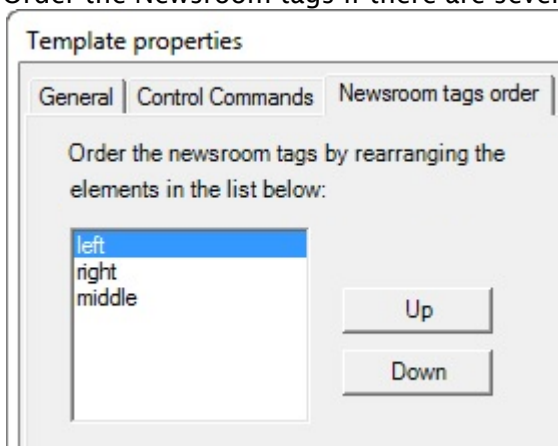 Order the Newsroom tags if there are seve
Template properties
General Control Commands Newsroom tags order
Order the newsroom tags by rearranging the
elements in the list below:
left
right
middle
Up
Down